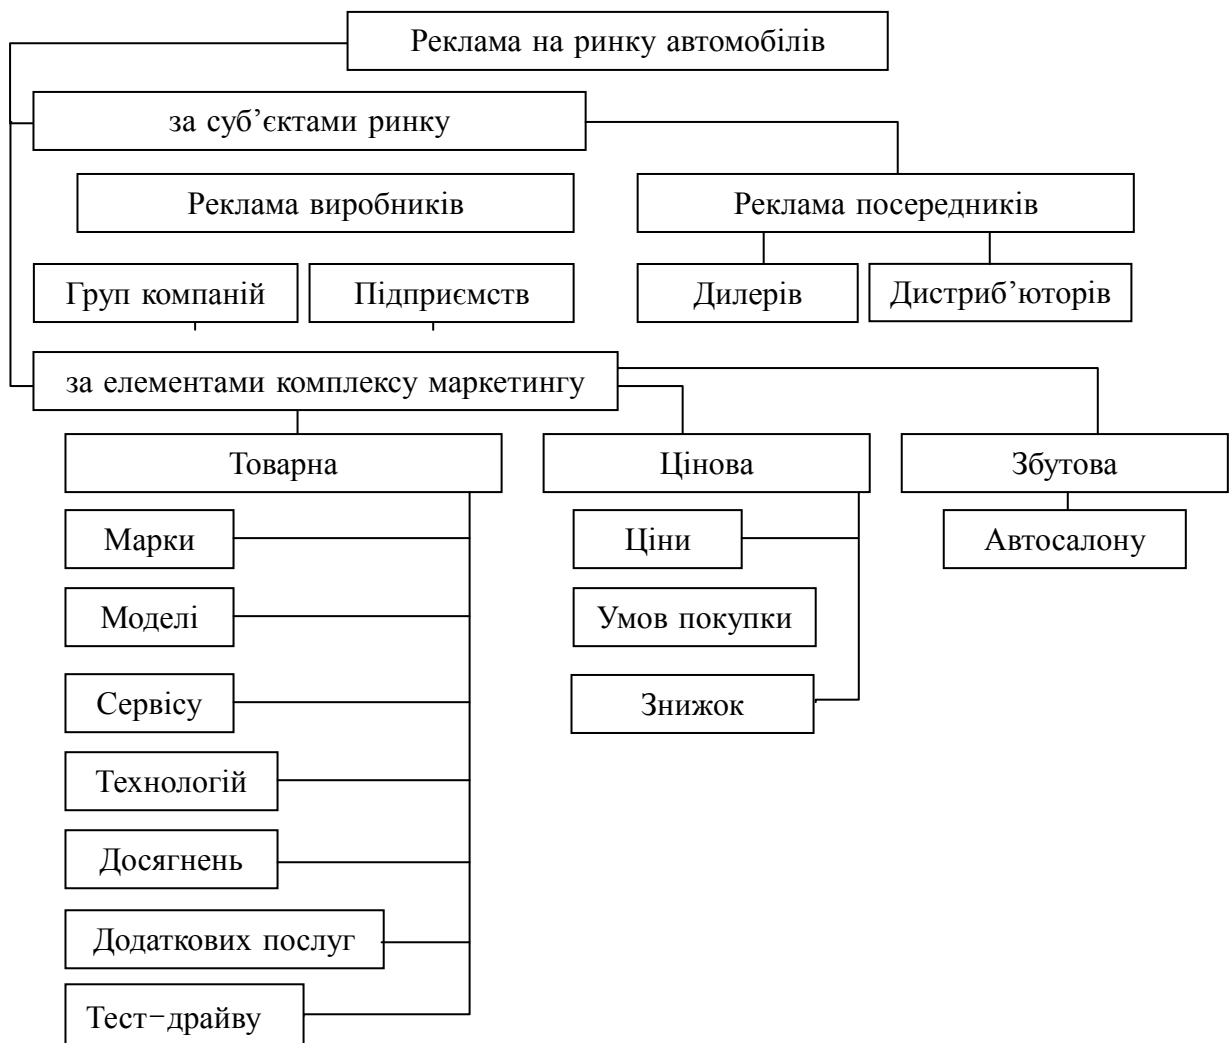 Реклама на ринку автомобілів
за суб’єктами ринку
Реклама виробників
Реклама посередників
Груп компаній
Підприємств
Дилерів
Дистриб’юторів
за елементами комплексу маркетингу
Товарна
Цінова
Збутова
Марки
Ціни
Автосалону
Моделі
Умов покупки
Сервісу
Знижок
Технологій
Досягнень
Додаткових послуг
Тест−драйву